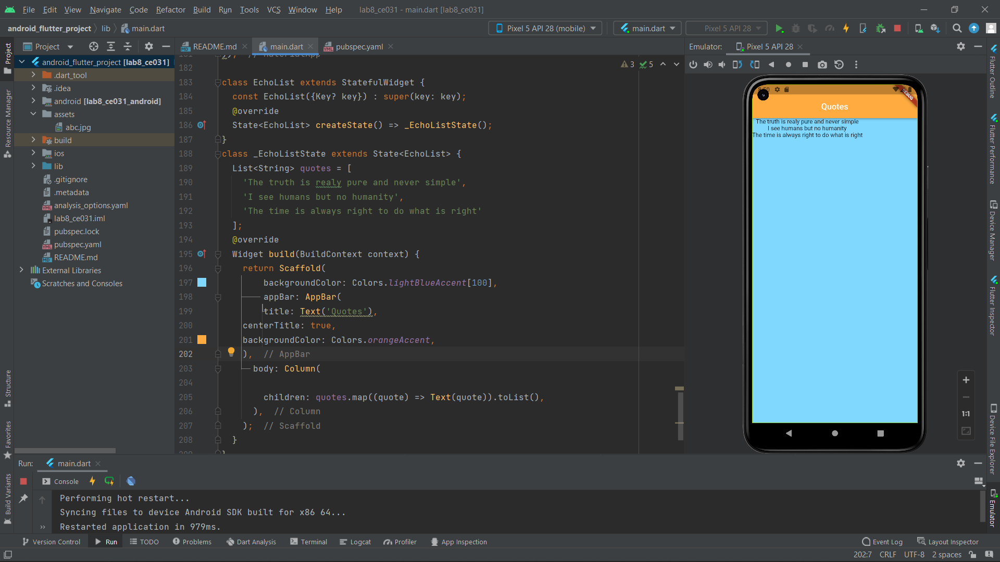 File Edit View Navigate Code Refactor Build Run Tools VCS Window Help lab8_ce031 - main.dart [lab8_ce031]
android_flutter_project lib main.dart Pixel 5 API 28 (mobile) main.dart Pixel 5 API 28
Project README.md main.dart pubspec.yaml Emulator: Pixel 5 API 28
Project
Resource Manager
Structure
Favorites
Build Variants
android_flutter_project [lab8_ce031]
.dart_tool
.idea
android [lab8_ce031_android]
assets
abc.jpg
build
ios
lib
.gitignore
.metadata
analysis_options.yaml
lab8_ce031.iml
pubspec.lock
pubspec.yaml
README.md
External Libraries
Scratches and Consoles
3 5
181 }); // MaterialApp
182
183 class EchoList extends StatefulWidget {
184 const EchoList({Key? key}) : super(key: key);
185 @override
186 State<EchoList> createState() => _EchoListState();
187 }
188 class _EchoListState extends State<EchoList> {
189 List<String> quotes = [
190 'The truth is realy pure and never simple',
191 'I see humans but no humanity',
192 'The time is always right to do what is right'
193 ];
194 @override
195 Widget build(BuildContext context) {
196 return Scaffold(
197 backgroundColor: Colors.lightBlueAccent[100],
198 appBar: AppBar(
199 title: Text('Quotes'),
200 centerTitle: true,
201 backgroundColor: Colors.orangeAccent,
202 ), // AppBar
203 body: Column(
204
205 children: quotes.map((quote) => Text(quote)).toList(),
206 ), // Column
207 ); // Scaffold
208 }
209 }
DEBUG
Quotes
The truth is realy pure and never simple
I see humans but no humanity
The time is always right to do what is right
1:1
Flutter Outline
Flutter Performance
Device Manager
Flutter Inspector
Device File Explorer
Emulator
Run: main.dart
Console
Performing hot restart...
Syncing files to device Android SDK built for x86 64...
Restarted application in 979ms.
Version Control Run TODO Problems Dart Analysis Terminal Logcat Profiler App Inspection Event Log Layout Inspector
202:7 CRLF UTF-8 2 spaces